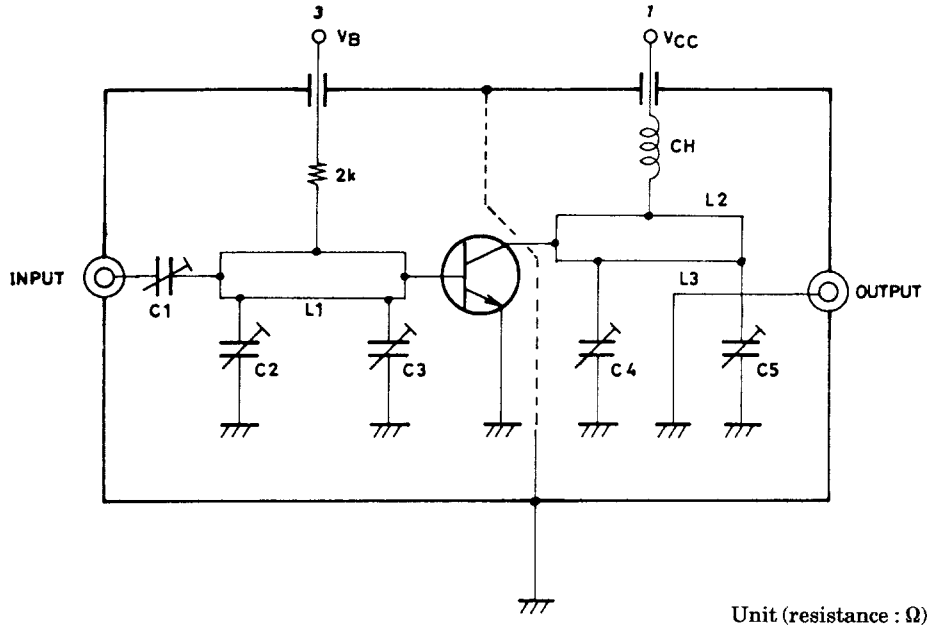 3
VB
1
VCC
CH
2k
L2
INPUT
C1
L1
L3
OUTPUT
C2
C3
C4
C5
Unit (resistance : Ω)